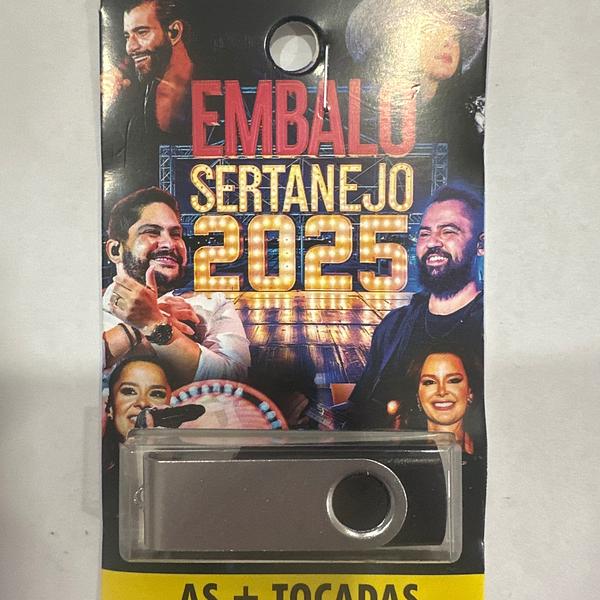 EMBALO
SERTANEJO
2025
AS + TOCADAS